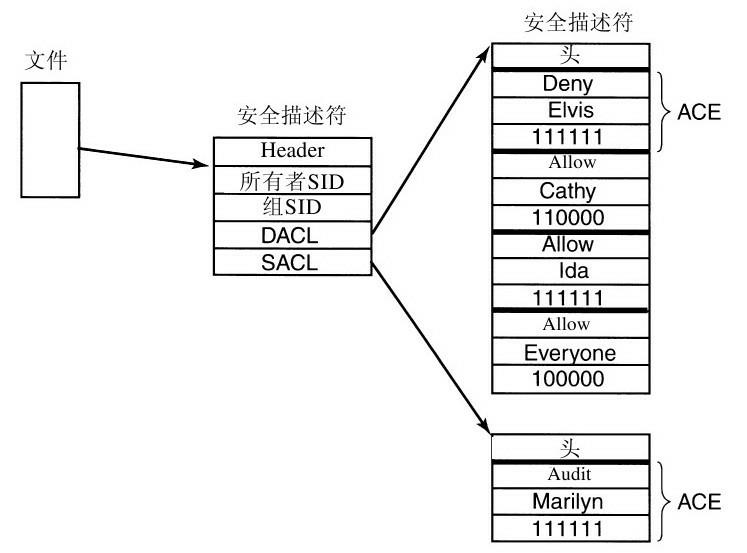 文件
安全描述符
Header
所有者SID
组SID
DACL
SACL
安全描述符
头
Deny
Elvis
111111
ACE
Allow
Cathy
110000
Allow
Ida
111111
Allow
Everyone
100000
头
Audit
Marilyn
111111
ACE